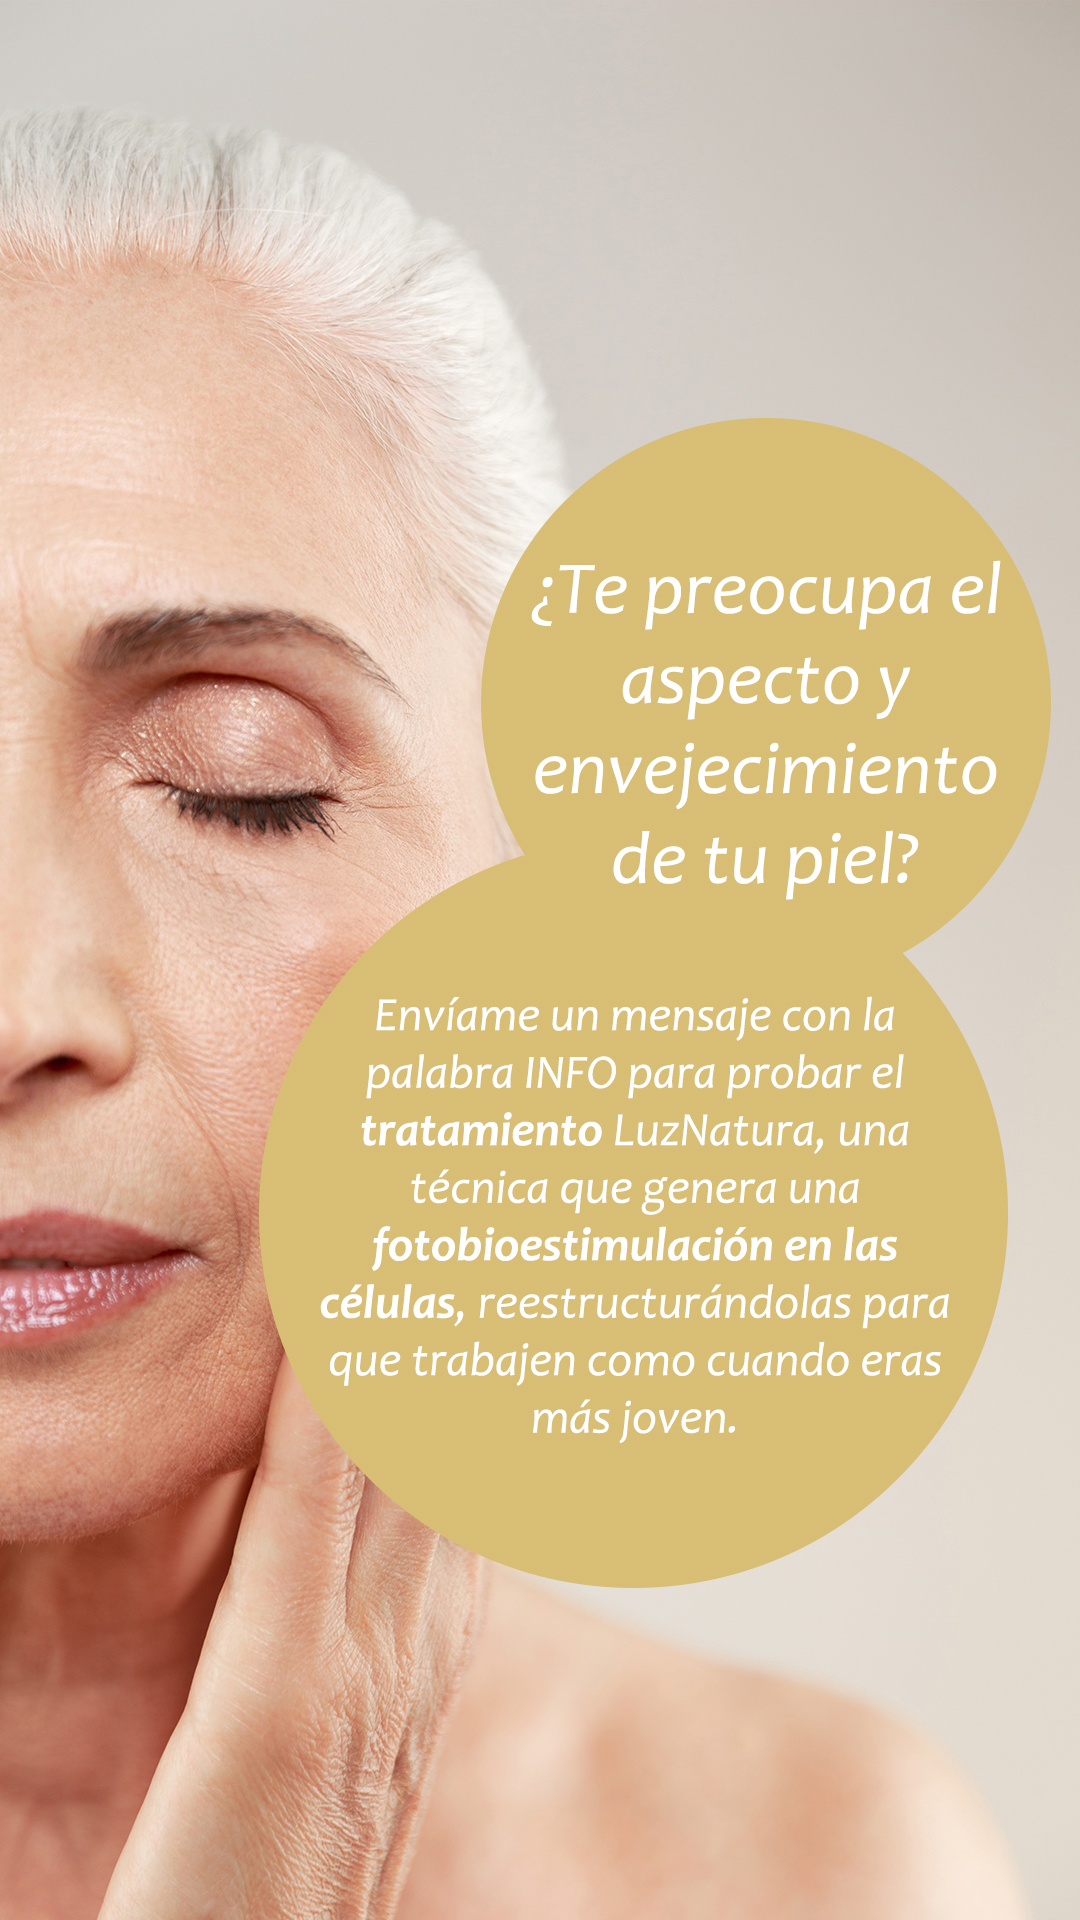 ¿Te preocupa el
aspecto y
envejecimiento
de tu piel?
Envíame un mensaje con la
palabra INFO para probar el
tratamiento LuzNatura, una
técnica que genera una
fotobioestimulación en las
células, reestructurándolas para
que trabajen como cuando eras
más joven.